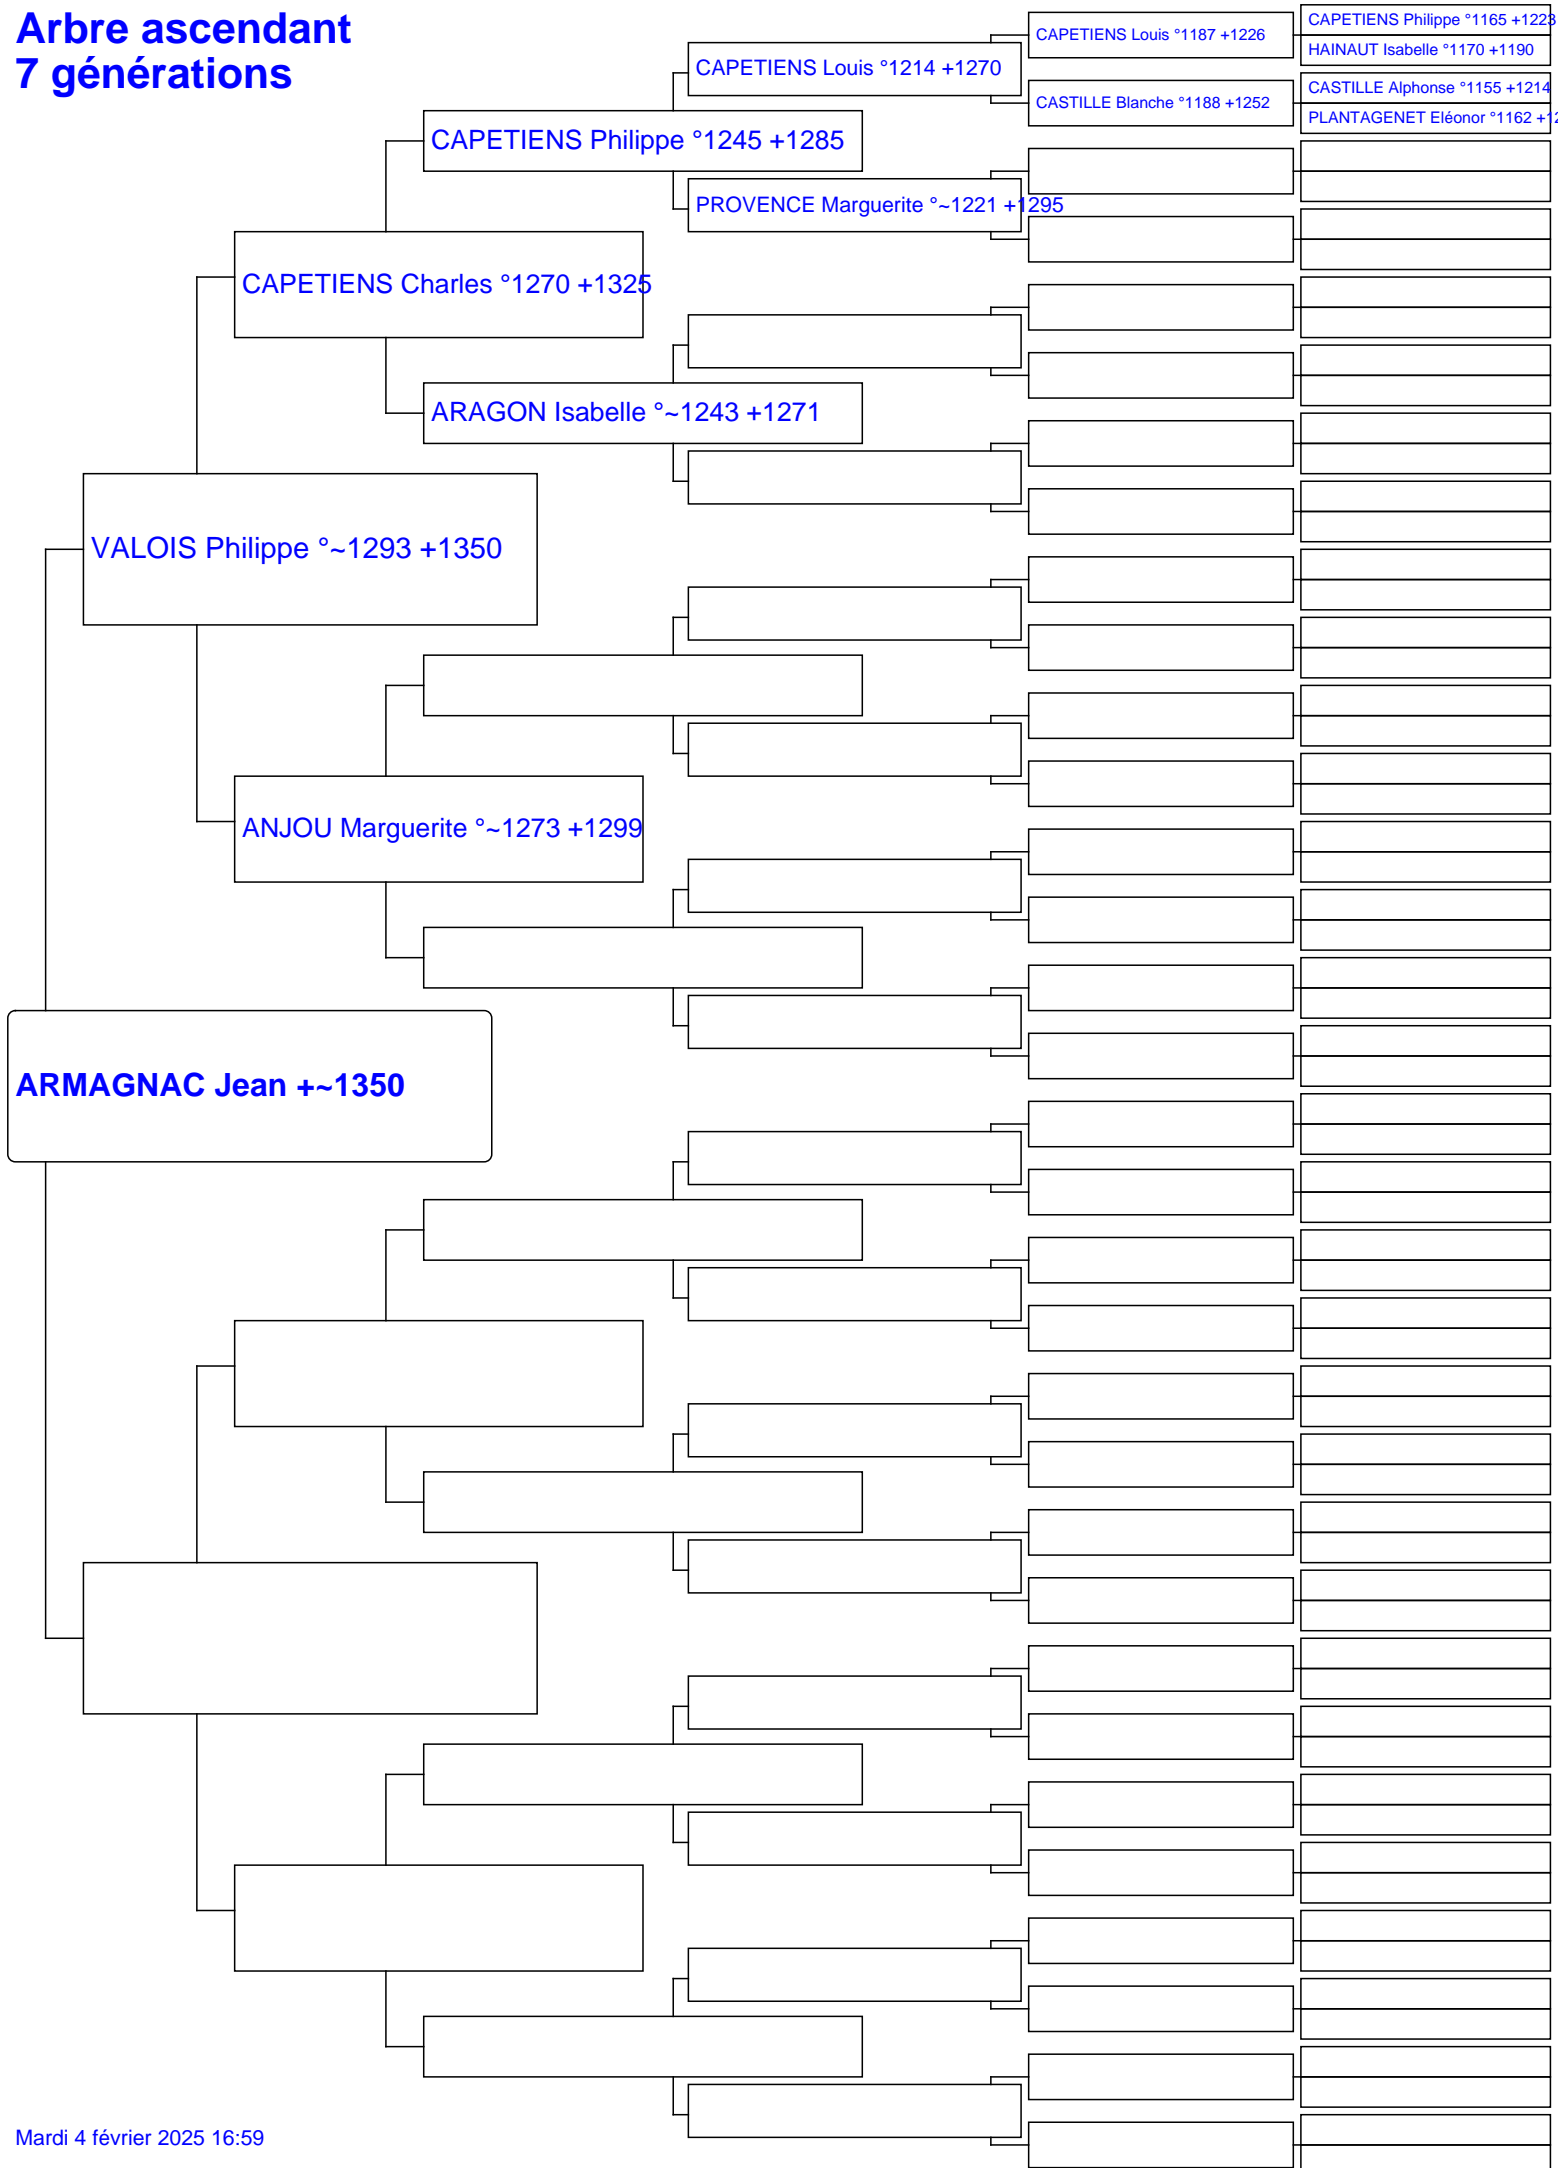 Arbre ascendant
7 générations
CAPETIENS Philippe °1165 +1223
CAPETIENS Louis °1187 +1226
HAINAUT Isabelle °1170 +1190
CAPETIENS Louis °1214 +1270
CASTILLE Alphonse °1155 +1214
CASTILLE Blanche °1188 +1252
PLANTAGENET Eléonor °1162
CAPETIENS Philippe °1245 +1285
PROVENCE Marguerite °~1221 +1295
CAPETIENS Charles °1270 +1325
ARAGON Isabelle °~1243 +1271
VALOIS Philippe °~1293 +1350
ANJOU Marguerite °~1273 +1299
ARMAGNAC Jean +~1350
Mardi 4 février 2025 16:59